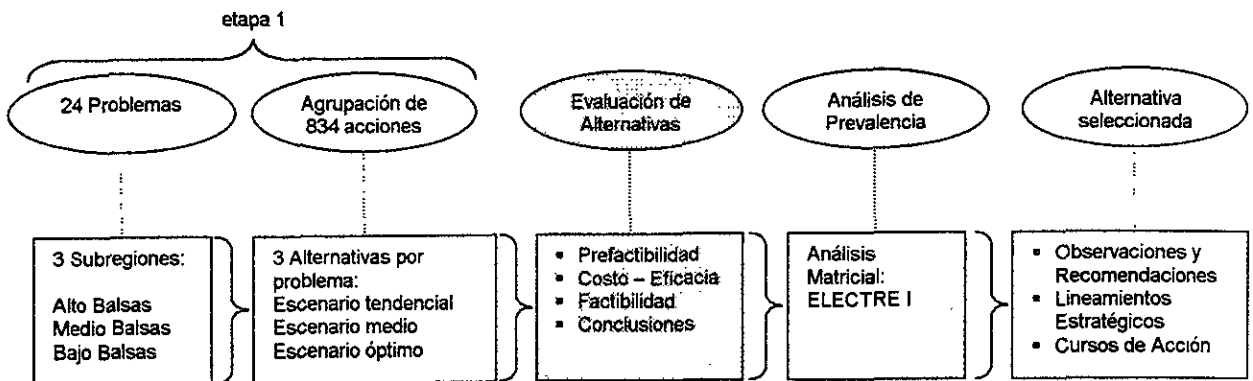 etapa 1
24 Problemas
Agrupación de
834 acciones
Evaluación de
Alternativas
Análisis de
Prevalencia
Alternativa
seleccionada
3 Subregiones:
Alto Balsas
Medio Balsas
Bajo Balsas
3 Alternativas por
problema:
Escenario tendencial
Escenario medio
Escenario óptimo
▪ Prefactibilidad
▪ Costo – Eficacia
▪ Factibilidad
▪ Conclusiones
Análisis
Matricial:
ELECTRE I
▪ Observaciones y
Recomendaciones
▪ Lineamientos
Estratégicos
▪ Cursos de Acción